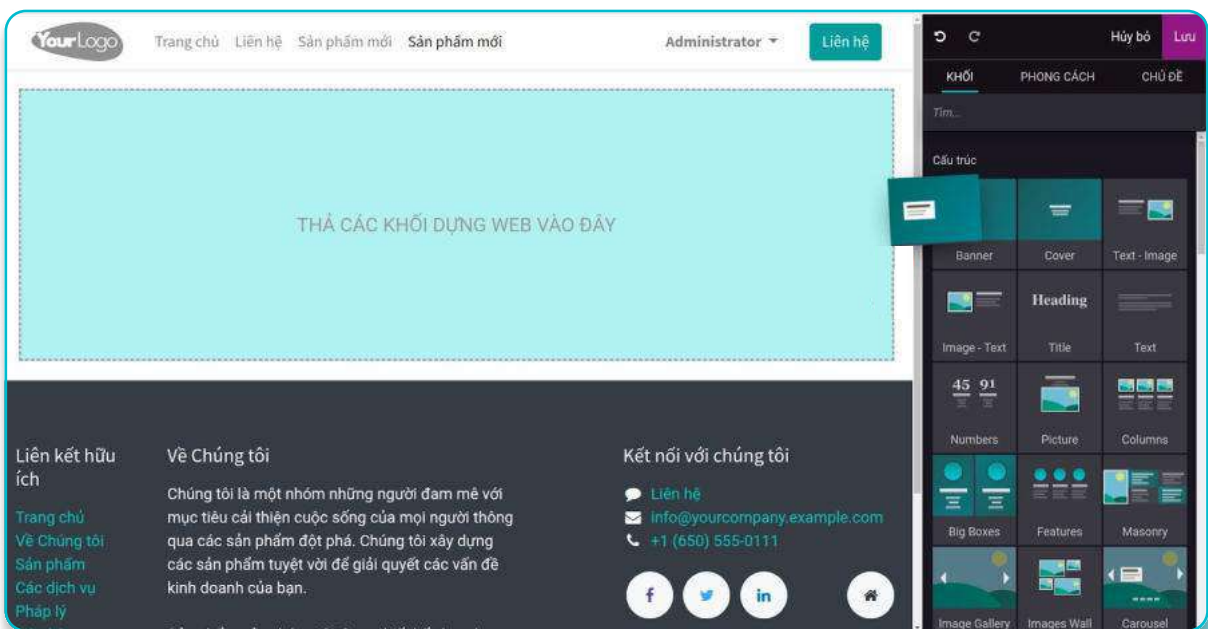 YourLogo
Trang chủ Liên hệ Sản phẩm mới Sản phẩm mới
Administrator
Liên hệ
Hủy bỏ
Lưu
KHỐI
PHONG CÁCH
CHỦ ĐỀ
Tìm...
Cấu trúc
THẢ CÁC KHỐI DỰNG WEB VÀO ĐÂY
Banner
Cover
Text - Image
Heading
Image - Text
Title
Text
45 91
Numbers
Picture
Columns
Big Boxes
Features
Masonry
Image Gallery
Images Wall
Carousel
Liên kết hữu
ích
Trang chủ
Về Chúng tôi
Sản phẩm
Các dịch vụ
Pháp lý
Về Chúng tôi
Chúng tôi là một nhóm những người đam mê với
mục tiêu cải thiện cuộc sống của mọi người thông
qua các sản phẩm đột phá. Chúng tôi xây dựng
các sản phẩm tuyệt vời để giải quyết các vấn đề
kinh doanh của bạn.
Kết nối với chúng tôi
Liên hệ
info@yourcompany.example.com
+1 (650) 555-0111
f
in